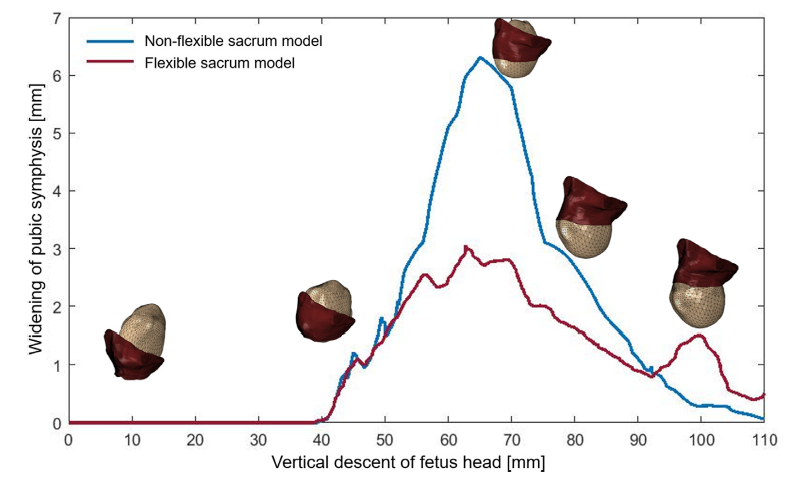 Non-flexible sacrum model
Flexible sacrum model
Widening of pubic symphysis [mm]
7
6
5
4
3
2
1
0
0 10 20 30 40 50 60 70 80 90 100 110
Vertical descent of fetus head [mm]